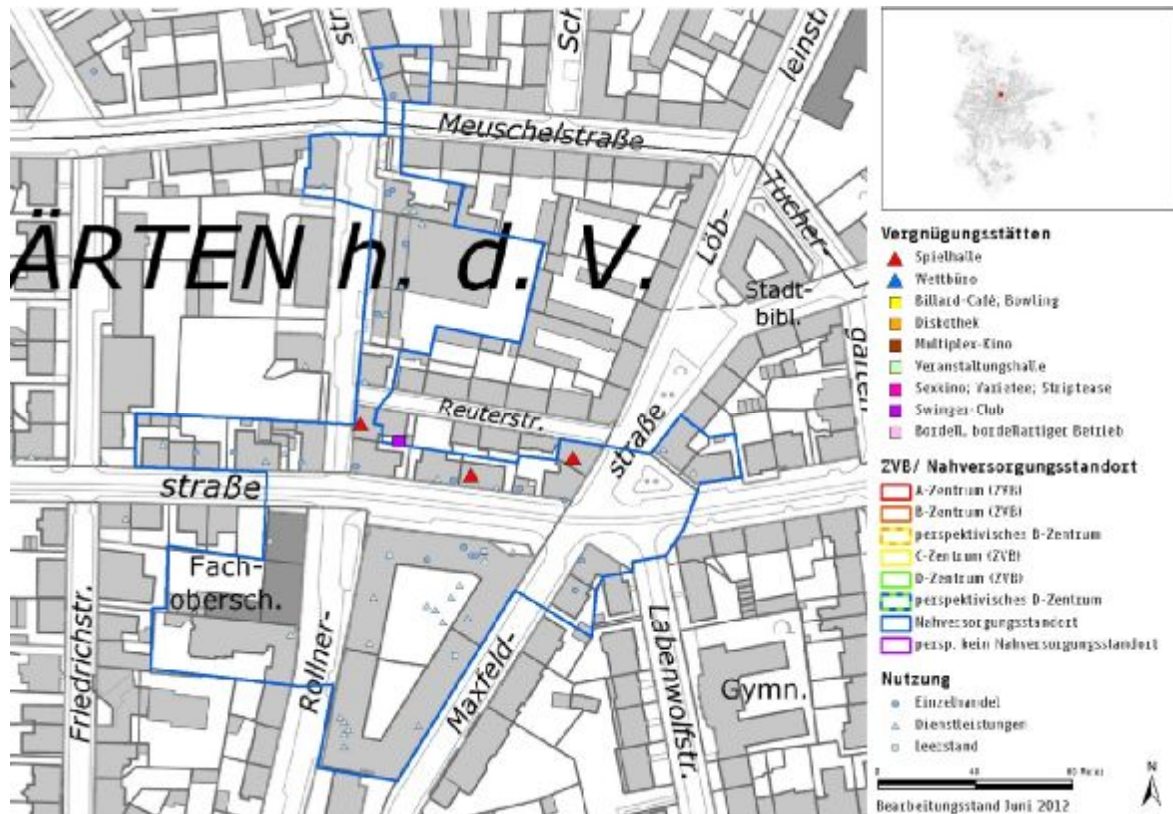 str
Sch
leinstr
Meuschelstraße
Tucher-
Löb-
ÄRTEN h. d. V.
Stadt-
bibl.
garten
Reuterstr.
straße
straße
Fach-
obersch.
Friedrichstr.
Rollner-
Maxfeld-
Labenwolfstr.
Gymn.
Vergnügungsstätten
Spielhalle
Wettbüro
Billard-Café, Bowling
Diskothek
Multiplex-Kino
Veranstaltungshalle
Sexkino; Varietee; Striptease
Swinger-Club
Bordell, bordellartiger Betrieb
ZVB/ Nahversorgungsstandort
A-Zentrum (ZVB)
B-Zentrum (ZVB)
perspektivisches B-Zentrum
C-Zentrum (ZVB)
D-Zentrum (ZVB)
perspektivisches D-Zentrum
Nahversorgungsstandort
persp. kein Nahversorgungsstandort
Nutzung
Einzelhandel
Dienstleistungen
Leerstand
0 40 80 Meter
N
Bearbeitungsstand Juni 2012